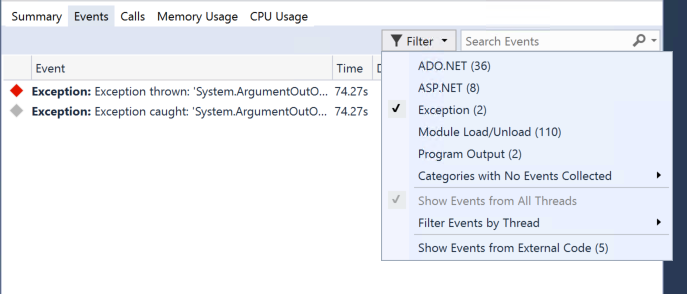 Summary Events Calls Memory Usage CPU Usage
Filter Search Events
Event Time D
Exception: Exception thrown: 'System.ArgumentOutO... 74.27s
Exception: Exception caught: 'System.ArgumentOutO... 74.27s
ADO.NET (36)
ASP.NET (8)
Exception (2)
Module Load/Unload (110)
Program Output (2)
Categories with No Events Collected
Show Events from All Threads
Filter Events by Thread
Show Events from External Code (5)